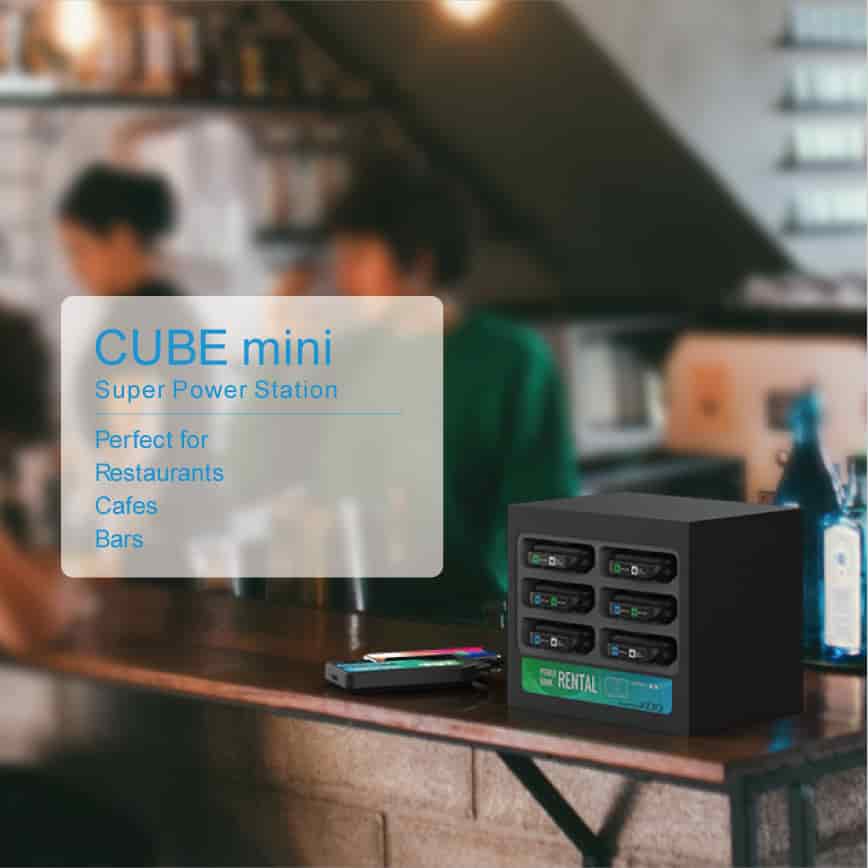 CUBE mini
Super Power Station
Perfect for
Restaurants
Cafes
Bars
POWER
BANK
RENTAL